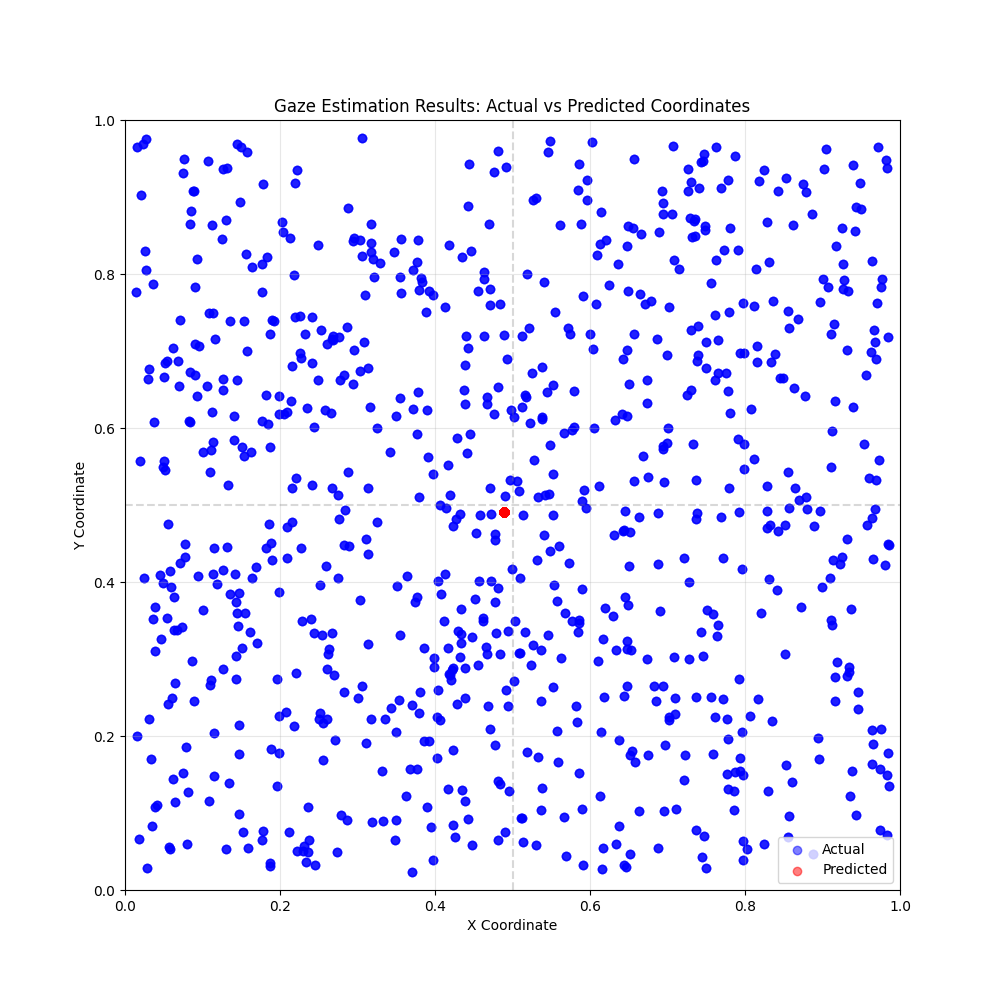 Gaze Estimation Results: Actual vs Predicted Coordinates
1.0
0.8
0.6
0.4
0.2
0.0
Y Coordinate
Actual
Predicted
0.0 0.2 0.4 0.6 0.8 1.0
X Coordinate